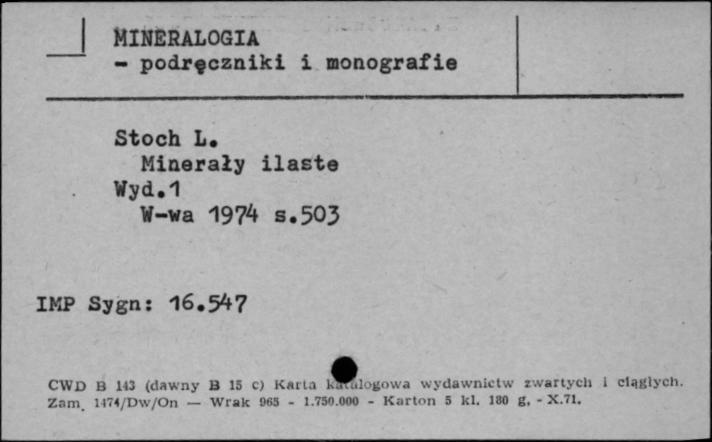 MINERALOGIA
- podręczniki i monografie
Stoch L.
Minerały ilaste
Wyd.1
W-wa 1974 s.503
IMP Sygn: 16.547
CWD B 143 (dawny B 15 c) Karta katalogowa wydawnictw zwartych i ciągłych.
Zam. 1474/Dw/On — Wrak 965 - 1.750.000 - Karton 5 kl. 180 g. - X.71.